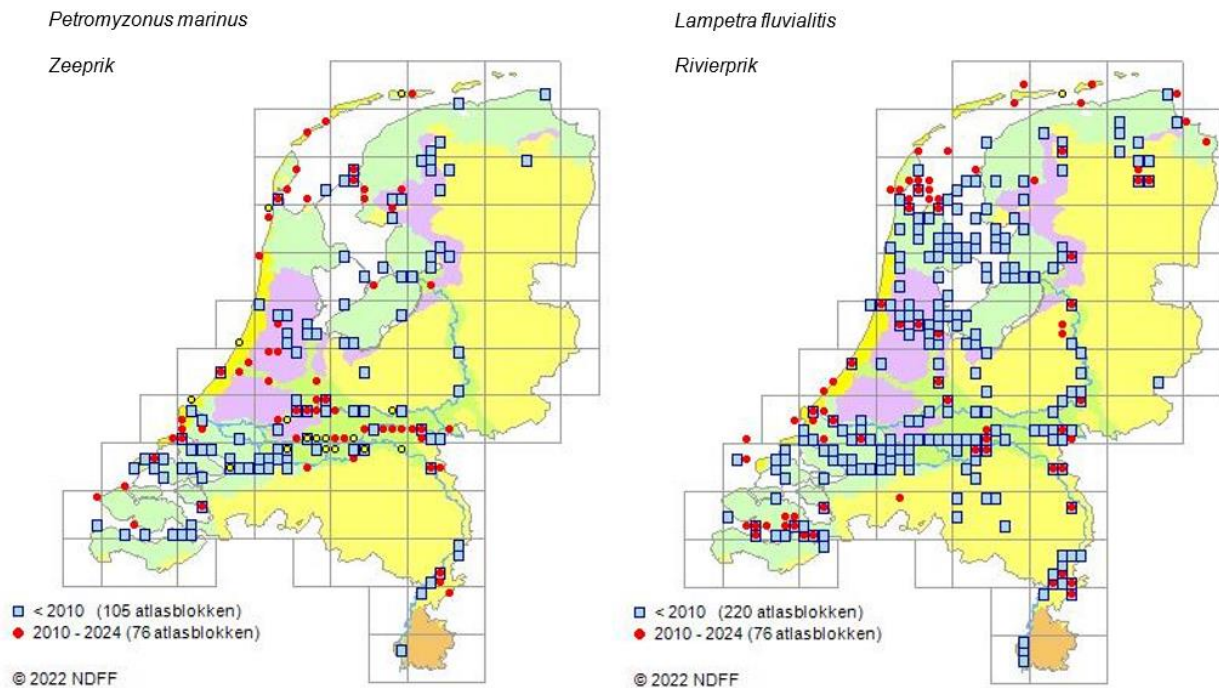 Petromyzonus marinus
Zeeprik
< 2010 (105 atlasblokken)
2010 - 2024 (76 atlasblokken)
© 2022 NDFF
Lampetra fluvialitis
Rivierprik
< 2010 (220 atlasblokken)
2010 - 2024 (76 atlasblokken)
© 2022 NDFF